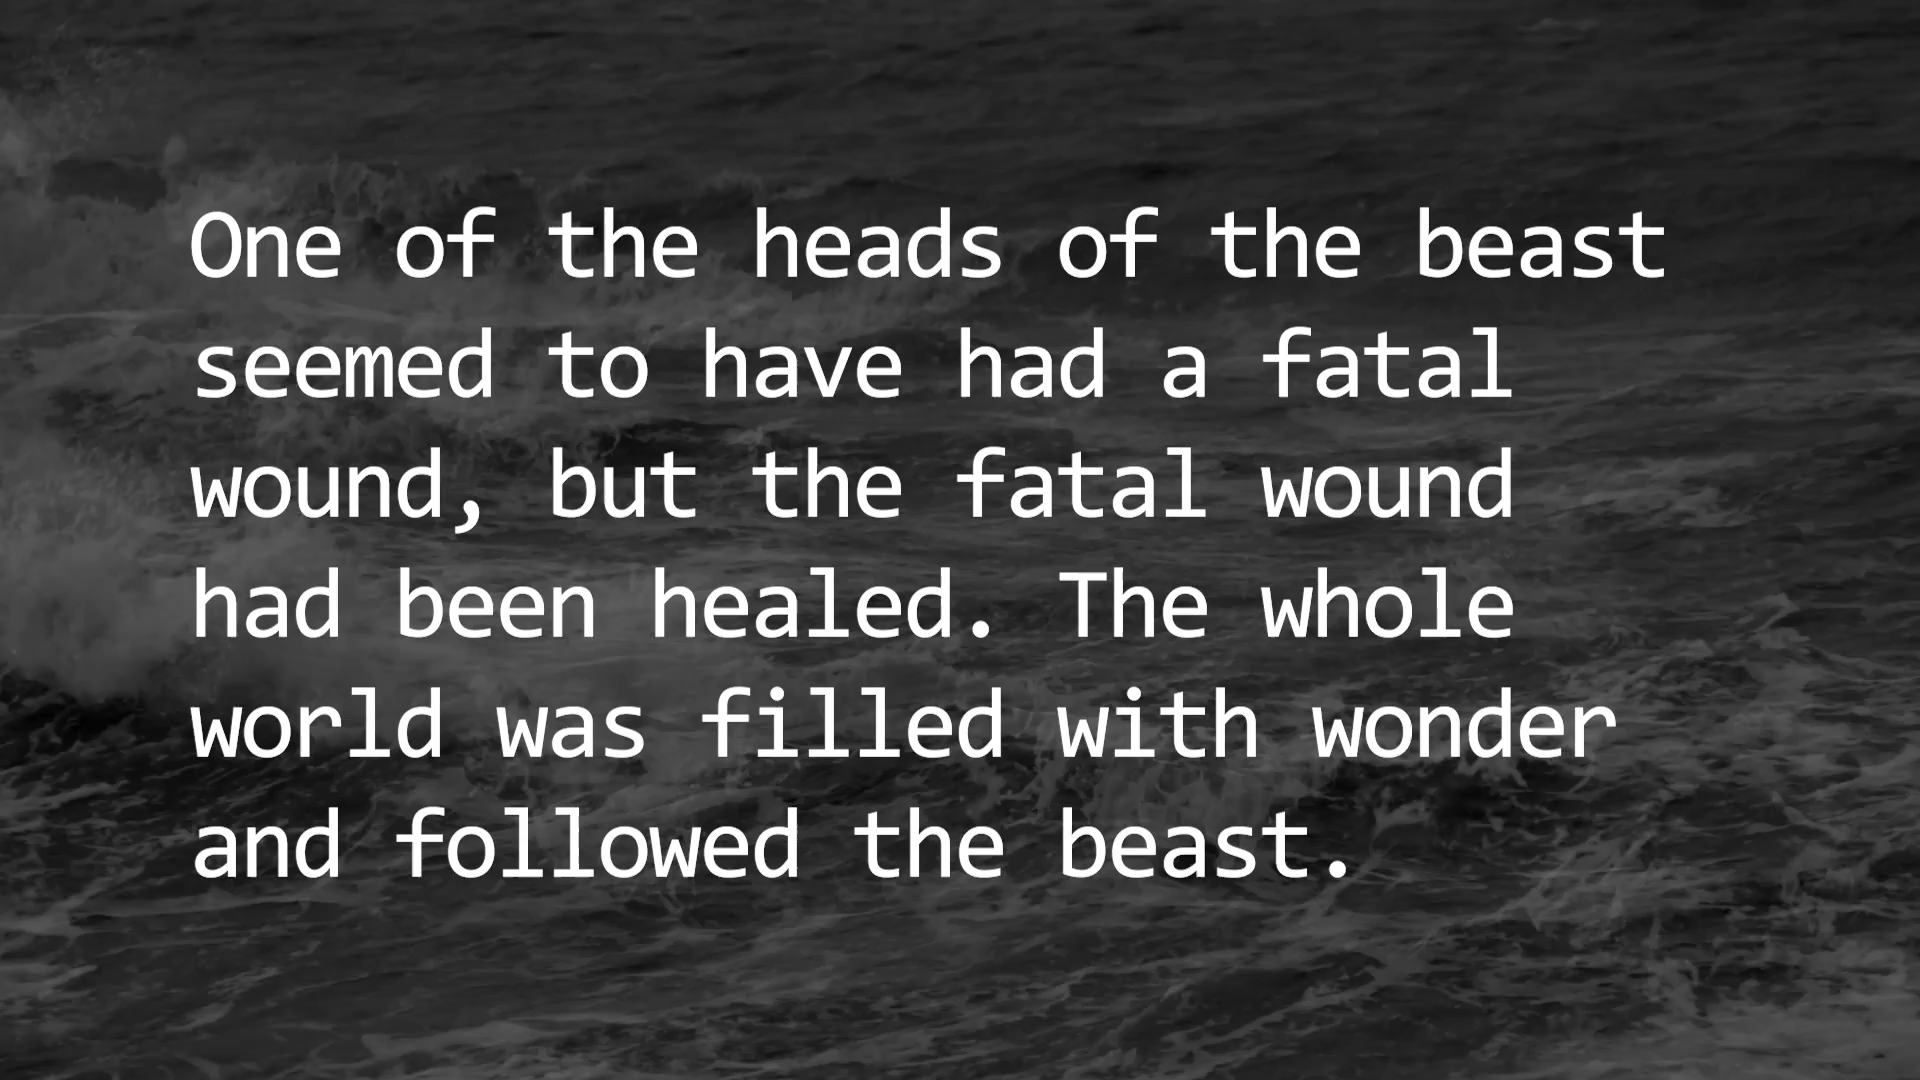 One of the heads of the beast
seemed to have had a fatal
wound, but the fatal wound
had been healed. The whole
world was filled with wonder
and followed the beast.